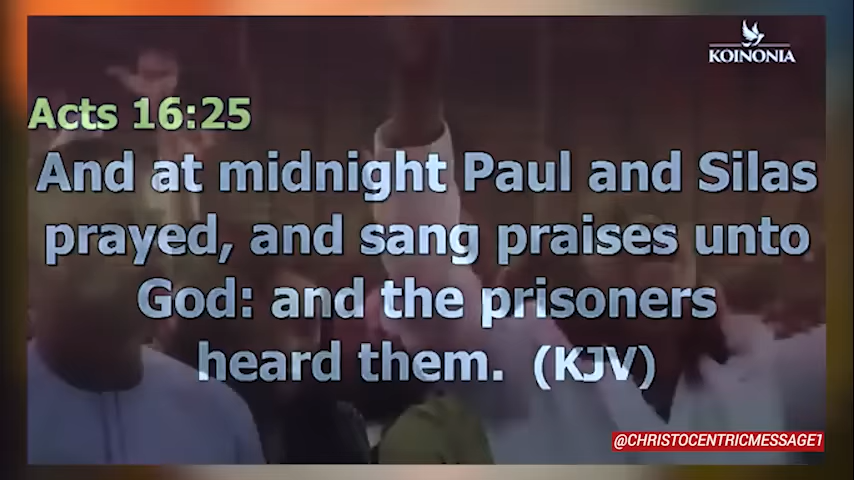 KOINONIA
Acts 16:25
And at midnight Paul and Silas
prayed, and sang praises unto
God: and the prisoners
heard them. (KJV)
@CHRISTOCENTRICMESSAGE1